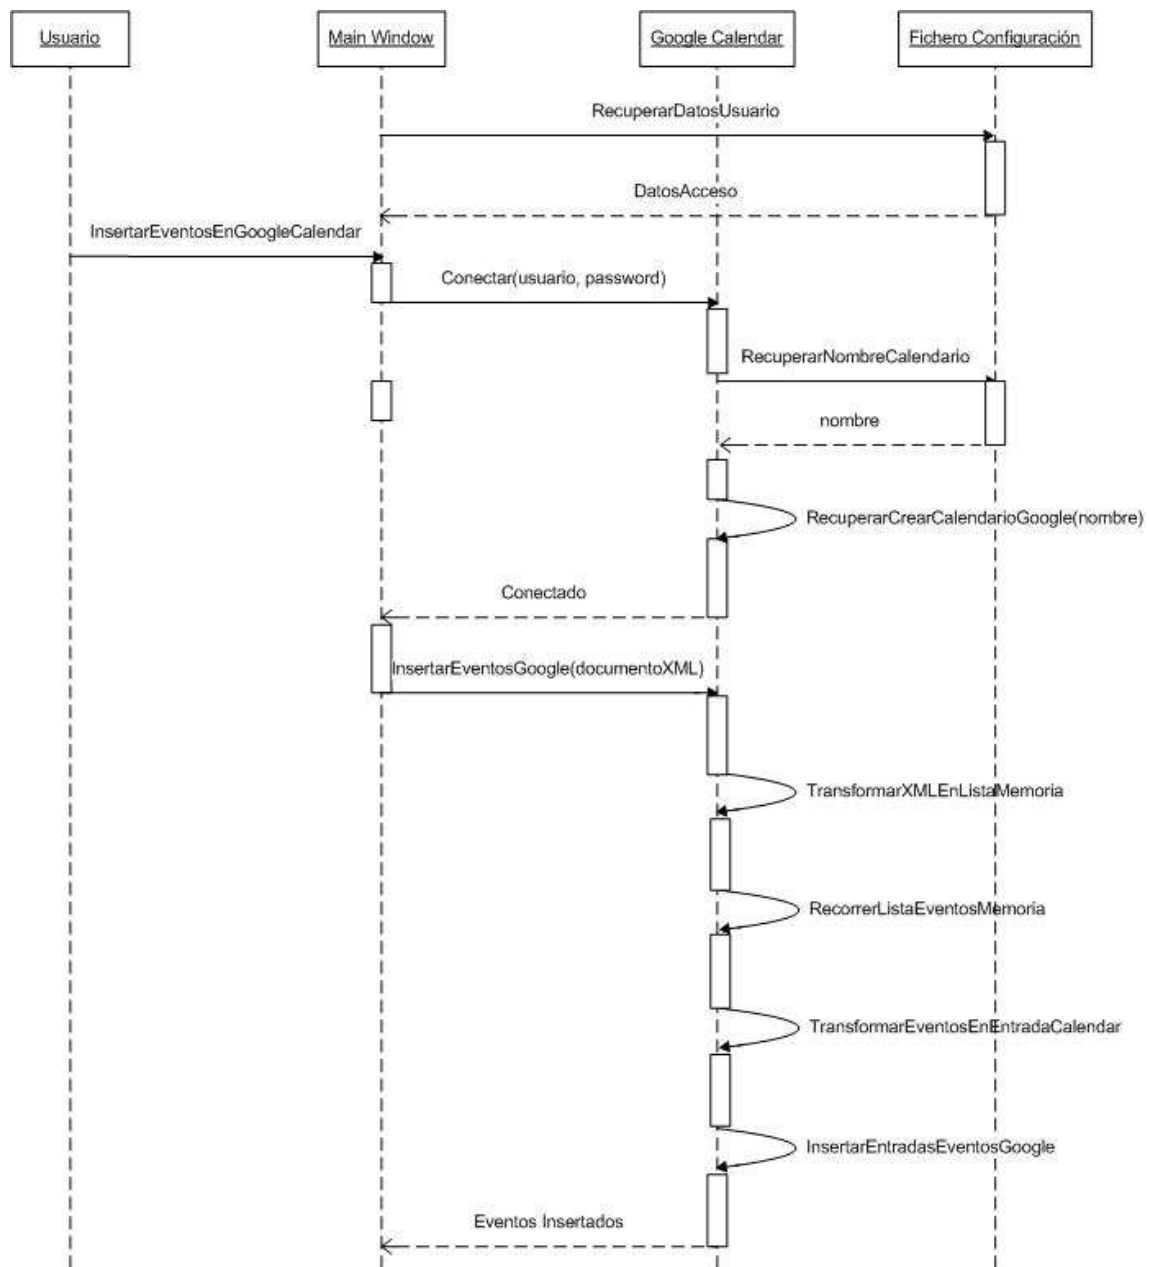 Usuario
Main Window
Google Calendar
Fichero Configuración
RecuperarDatosUsuario
DatosAcceso
InsertarEventosEnGoogleCalendar
Conectar(usuario, password)
RecuperarNombreCalendario
nombre
RecuperarCrearCalendarioGoogle(nombre)
Conectado
InsertarEventosGoogle(documentoXML)
TransformarXMLEnListaMemoria
RecorrerListaEventosMemoria
TransformarEventosEnEntradaCalendar
InsertarEntradasEventosGoogle
Eventos Insertados